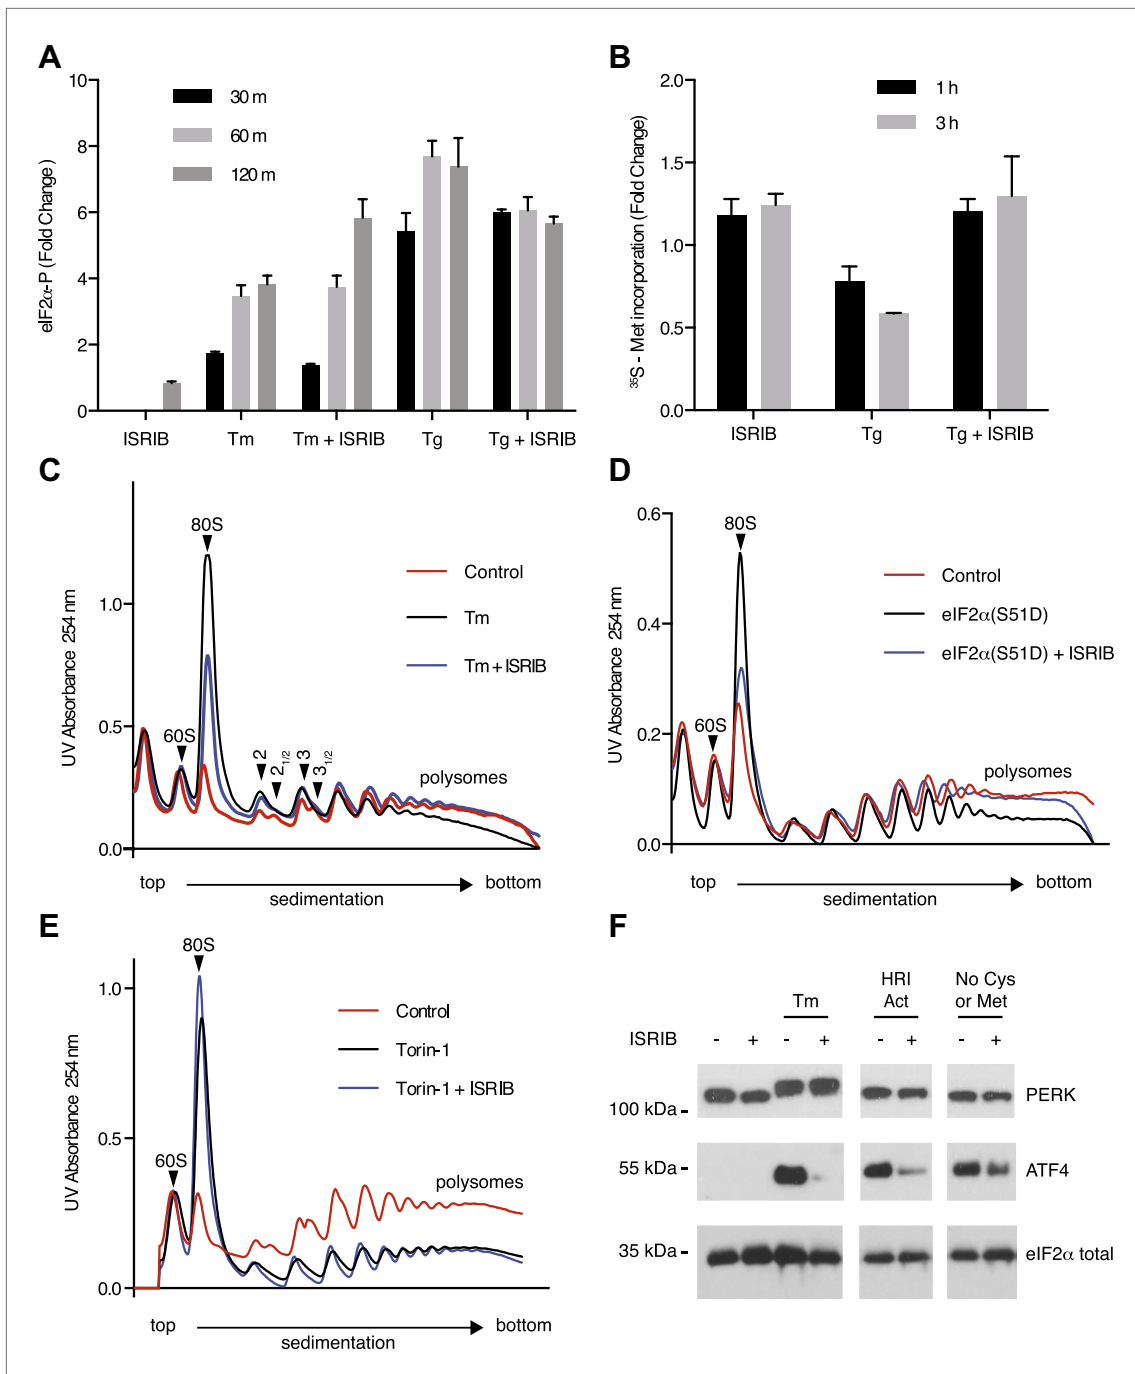 A
10
8
6
4
2
0
eIF2α-P (Fold Change)
30 m
60 m
120 m
ISRIB
Tm
Tm + ISRIB
Tg
Tg + ISRIB
B
2.0
1.5
1.0
0.5
0.0
³⁵S - Met incorporation (Fold Change)
1 h
3 h
ISRIB
Tg
Tg + ISRIB
C
UV Absorbance 254 nm
1.0
0.5
0.0
80S
60S
2
2 1/2
3
3 1/2
Control
Tm
Tm + ISRIB
polysomes
top
sedimentation
bottom
D
UV Absorbance 254 nm
0.6
0.4
0.2
0.0
80S
60S
Control
eIF2α(S51D)
eIF2α(S51D) + ISRIB
polysomes
top
sedimentation
bottom
E
UV Absorbance 254 nm
1.0
0.5
0.0
80S
60S
Control
Torin-1
Torin-1 + ISRIB
polysomes
top
sedimentation
bottom
F
Tm
HRI
Act
No Cys
or Met
ISRIB - + - + - + - +
100 kDa
PERK
55 kDa
ATF4
35 kDa
eIF2α total